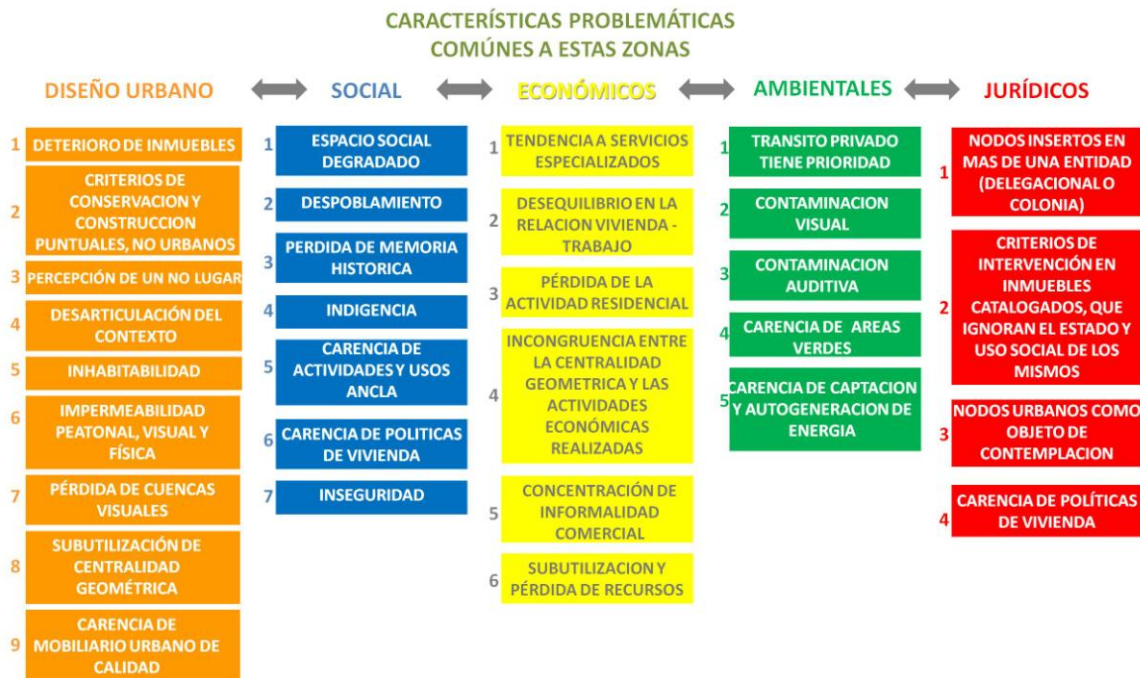 CARACTERÍSTICAS PROBLEMÁTICAS
COMÚNES A ESTAS ZONAS
DISEÑO URBANO
1
DETERIORO DE INMUEBLES
2
CRITERIOS DE
CONSERVACION Y
CONSTRUCCION
PUNTUALES, NO URBANOS
3
PERCEPCIÓN DE UN NO LUGAR
4
DESARTICULACIÓN DEL
CONTEXTO
5
INHABITABILIDAD
6
IMPERMEABILIDAD
PEATONAL, VISUAL Y
FÍSICA
7
PÉRDIDA DE CUENCAS
VISUALES
8
SUBUTILIZACIÓN DE
CENTRALIDAD
GEOMÉTRICA
9
CARENCIA DE
MOBILIARIO URBANO DE
CALIDAD
SOCIAL
1
ESPACIO SOCIAL
DEGRADADO
2
DESPOBLAMIENTO
3
PERDIDA DE MEMORIA
HISTORICA
4
INDIGENCIA
5
CARENCIA DE
ACTIVIDADES Y USOS
ANCLA
6
CARENCIA DE POLITICAS
DE VIVIENDA
7
INSEGURIDAD
ECONÓMICOS
1
TENDENCIA A SERVICIOS
ESPECIALIZADOS
2
DESEQUILIBRIO EN LA
RELACION VIVIENDA -
TRABAJO
3
PÉRDIDA DE LA
ACTIVIDAD RESIDENCIAL
4
INCONGRUENCIA ENTRE
LA CENTRALIDAD
GEOMETRICA Y LAS
ACTIVIDADES
ECONÓMICAS
REALIZADAS
5
CONCENTRACIÓN DE
INFORMALIDAD
COMERCIAL
6
SUBUTILIZACION Y
PÉRDIDA DE RECURSOS
AMBIENTALES
1
TRANSITO PRIVADO
TIENE PRIORIDAD
2
CONTAMINACION
VISUAL
3
CONTAMINACION
AUDITIVA
4
CARENCIA DE AREAS
VERDES
5
CARENCIA DE CAPTACION
Y AUTOGENERACION DE
ENERGIA
JURÍDICOS
1
NODOS INSERTOS EN
MAS DE UNA ENTIDAD
(DELEGACIONAL O
COLONIA)
2
CRITERIOS DE
INTERVENCIÓN EN
INMUEBLES
CATALOGADOS, QUE
IGNORAN EL ESTADO Y
USO SOCIAL DE LOS
MISMOS
3
NODOS URBANOS COMO
OBJETO DE
CONTEMPLACION
4
CARENCIA DE POLÍTICAS
DE VIVIENDA